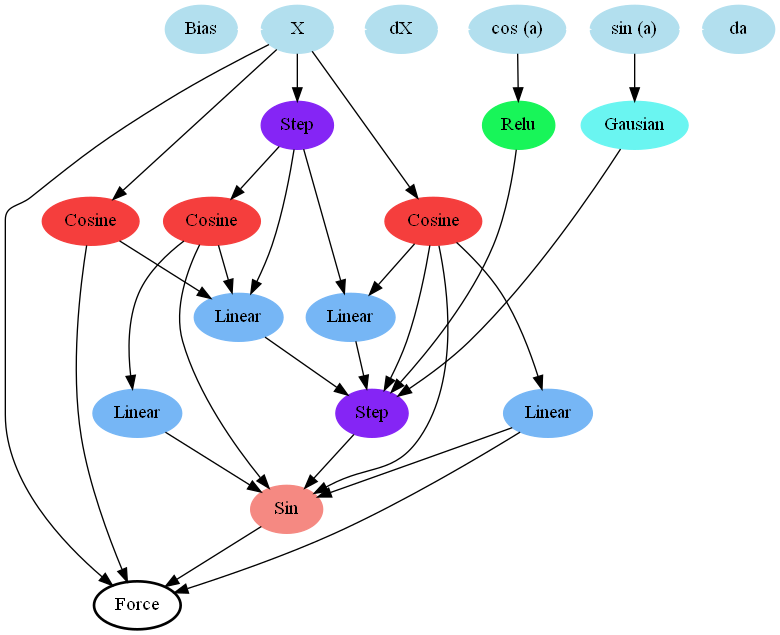 Bias
X
dX
cos (a)
sin (a)
da
Step
Relu
Gausian
Cosine
Cosine
Cosine
Linear
Linear
Linear
Step
Linear
Sin
Force